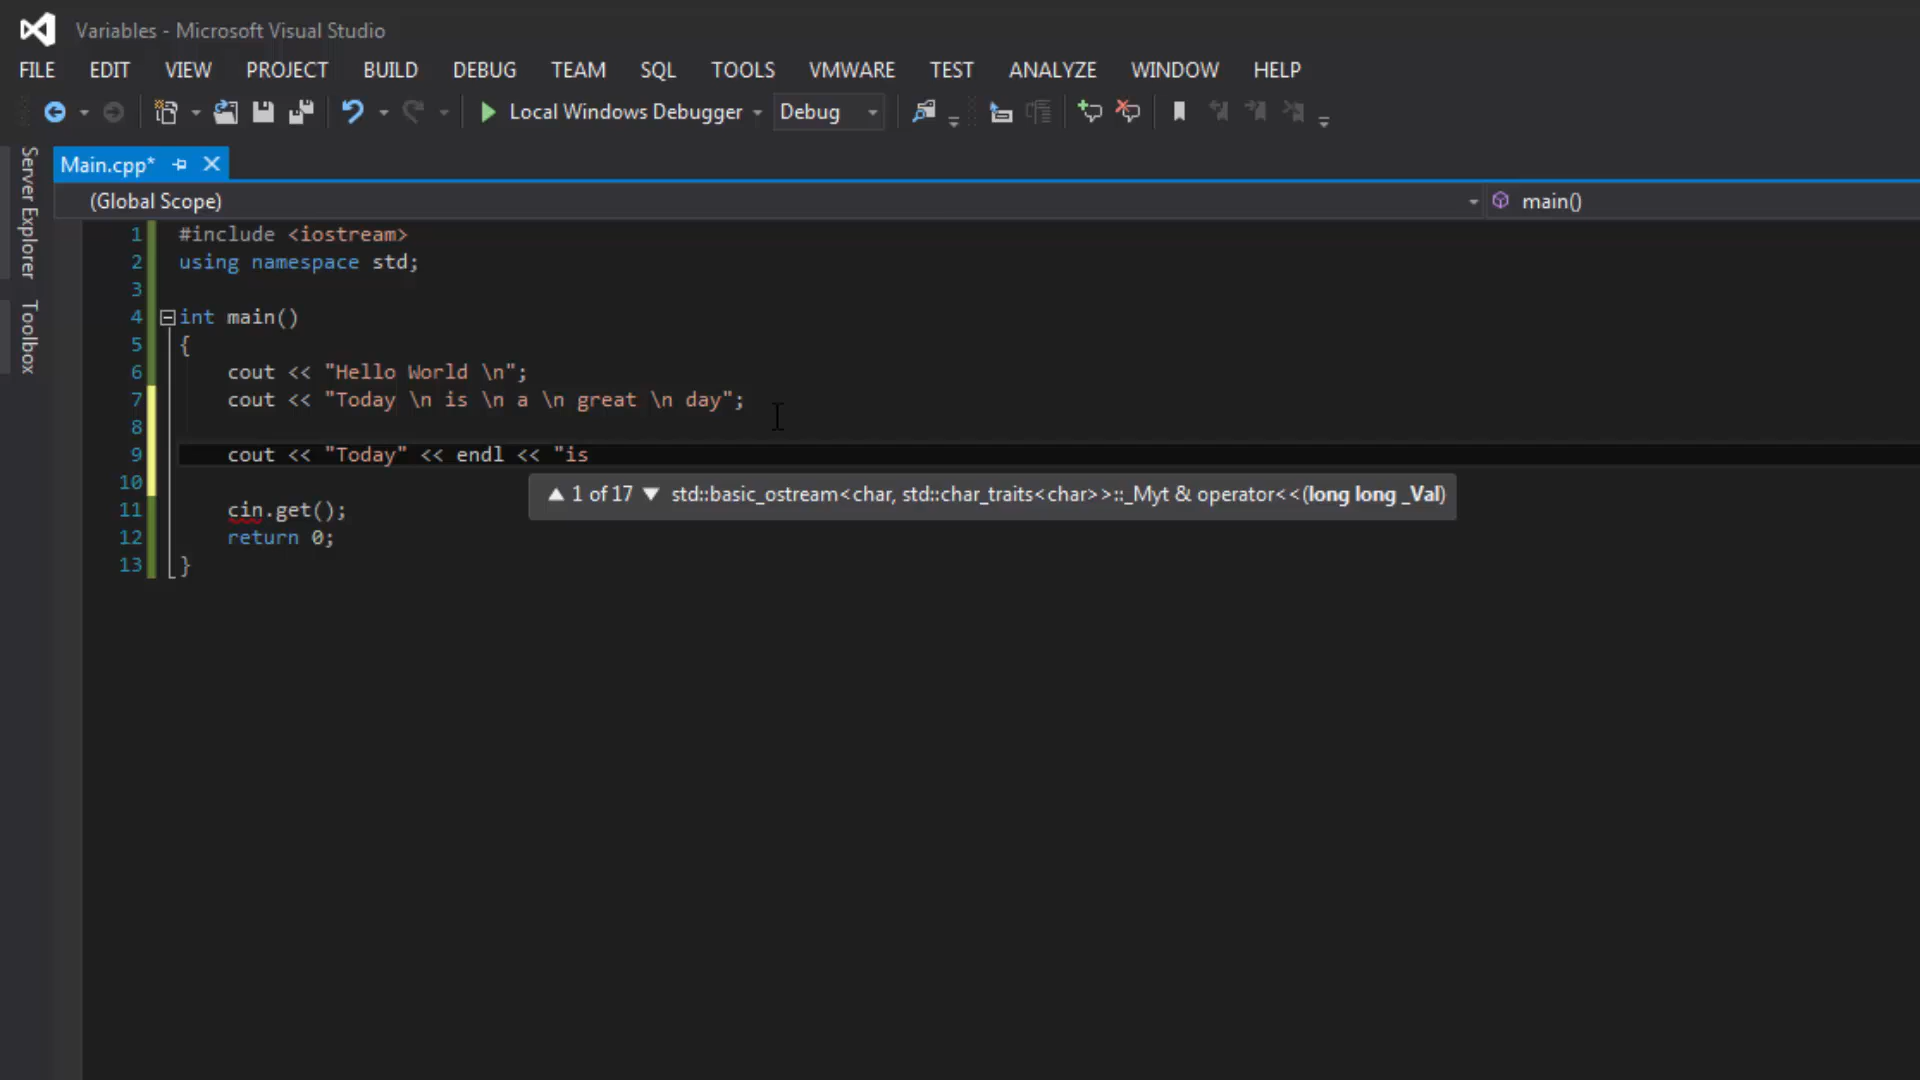 Variables - Microsoft Visual Studio
FILE EDIT VIEW PROJECT BUILD DEBUG TEAM SQL TOOLS VMWARE TEST ANALYZE WINDOW HELP
Local Windows Debugger Debug
Server Explorer
Toolbox
Main.cpp*
(Global Scope) main()
1 #include <iostream>
2 using namespace std;
3
4 int main()
5 {
6 cout << "Hello World \n";
7 cout << "Today \n is \n a \n great \n day";
8
9 cout << "Today" << endl << "is
10
1 of 17 std::basic_ostream<char, std::char_traits<char>>::_Myt & operator<<(long long _Val)
11 cin.get();
12 return 0;
13 }